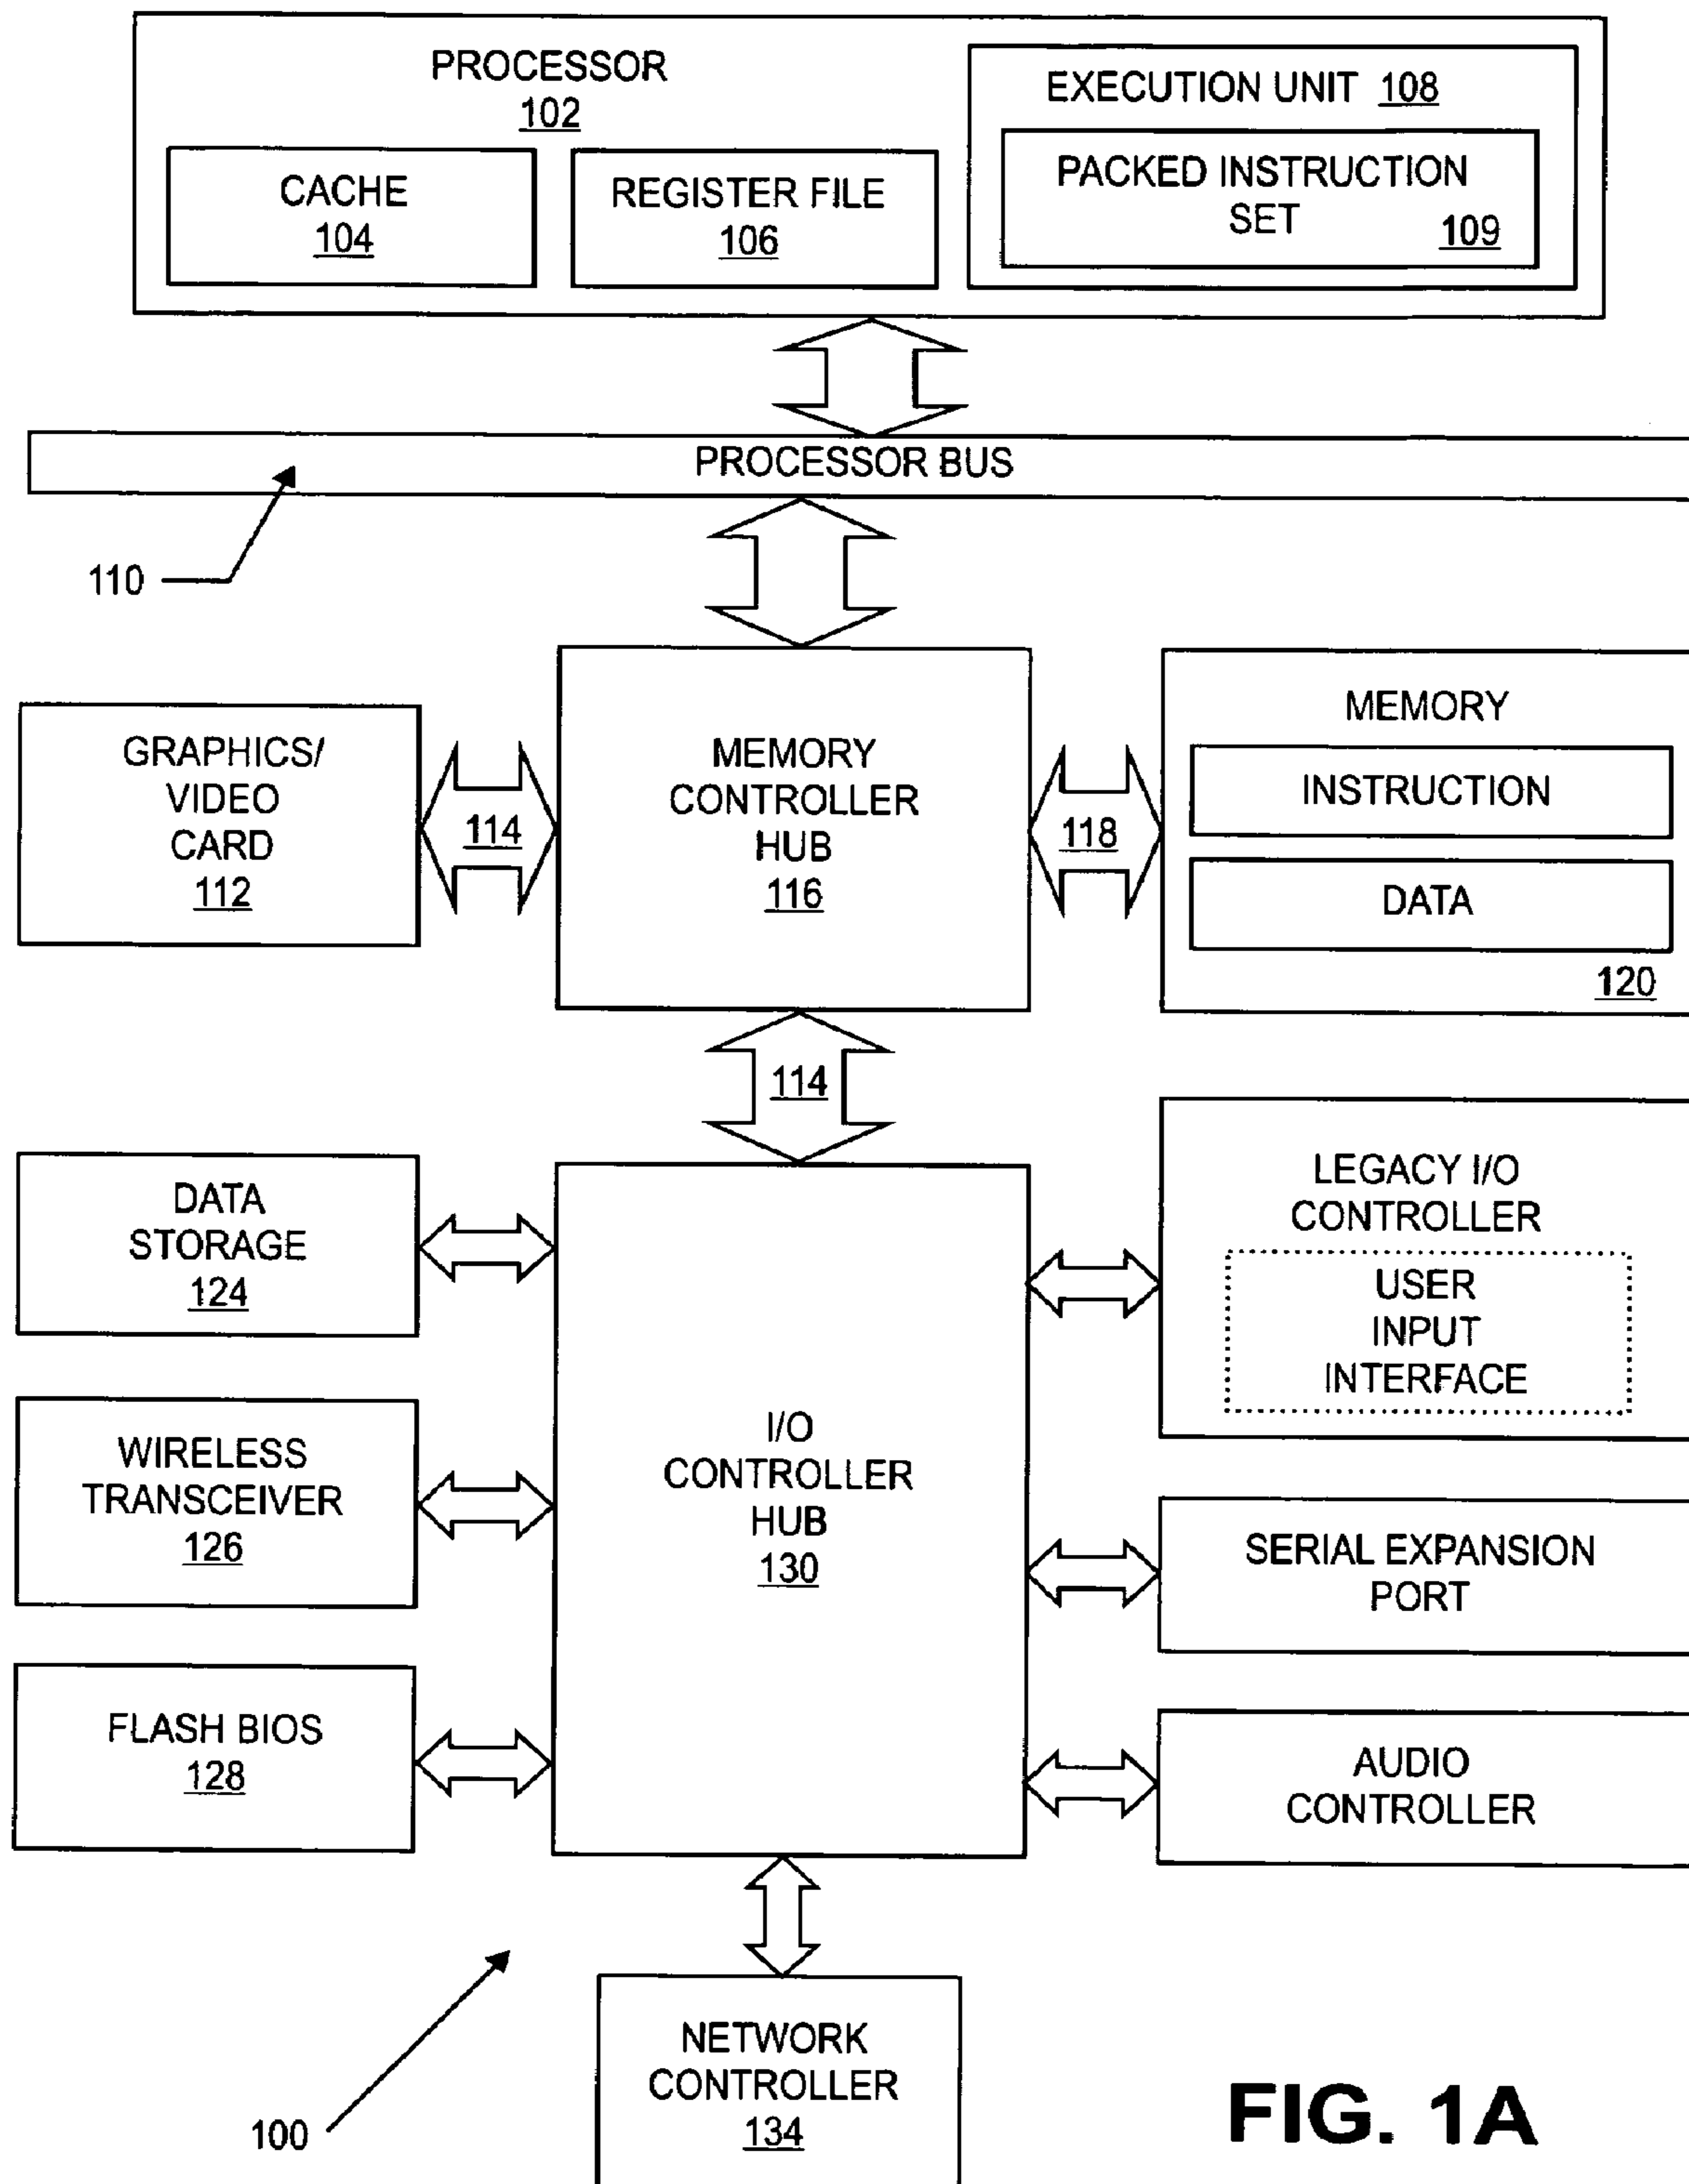 PROCESSOR
102
CACHE
104
REGISTER FILE
106
EXECUTION UNIT 108
PACKED INSTRUCTION
SET
109
PROCESSOR BUS
110
GRAPHICS/
VIDEO
CARD
112
114
MEMORY
CONTROLLER
HUB
116
118
MEMORY
INSTRUCTION
DATA
120
114
DATA
STORAGE
124
WIRELESS
TRANSCEIVER
126
FLASH BIOS
128
I/O
CONTROLLER
HUB
130
LEGACY I/O
CONTROLLER
USER
INPUT
INTERFACE
SERIAL EXPANSION
PORT
AUDIO
CONTROLLER
NETWORK
CONTROLLER
134
100
FIG. 1A